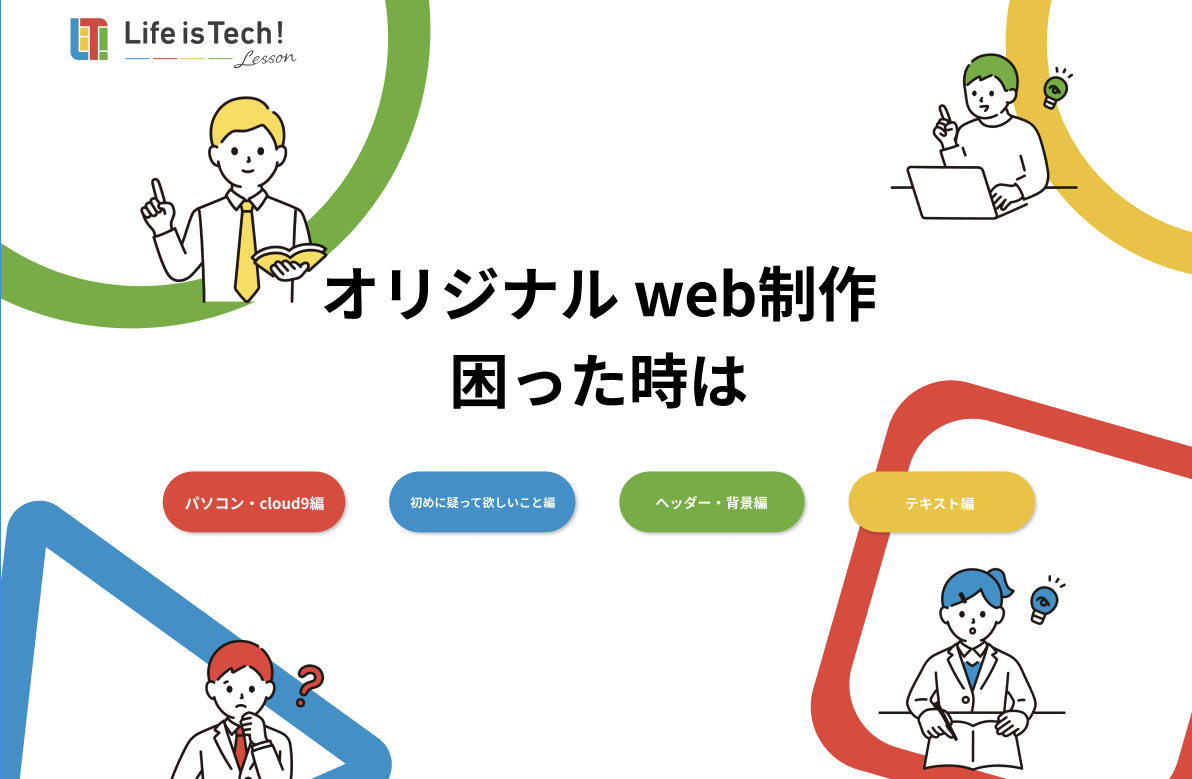 Life is Tech!
Lesson
オリジナル web制作
困った時は
パソコン・cloud9編
初めに疑って欲しいこと編
ヘッダー・背景編
テキスト編